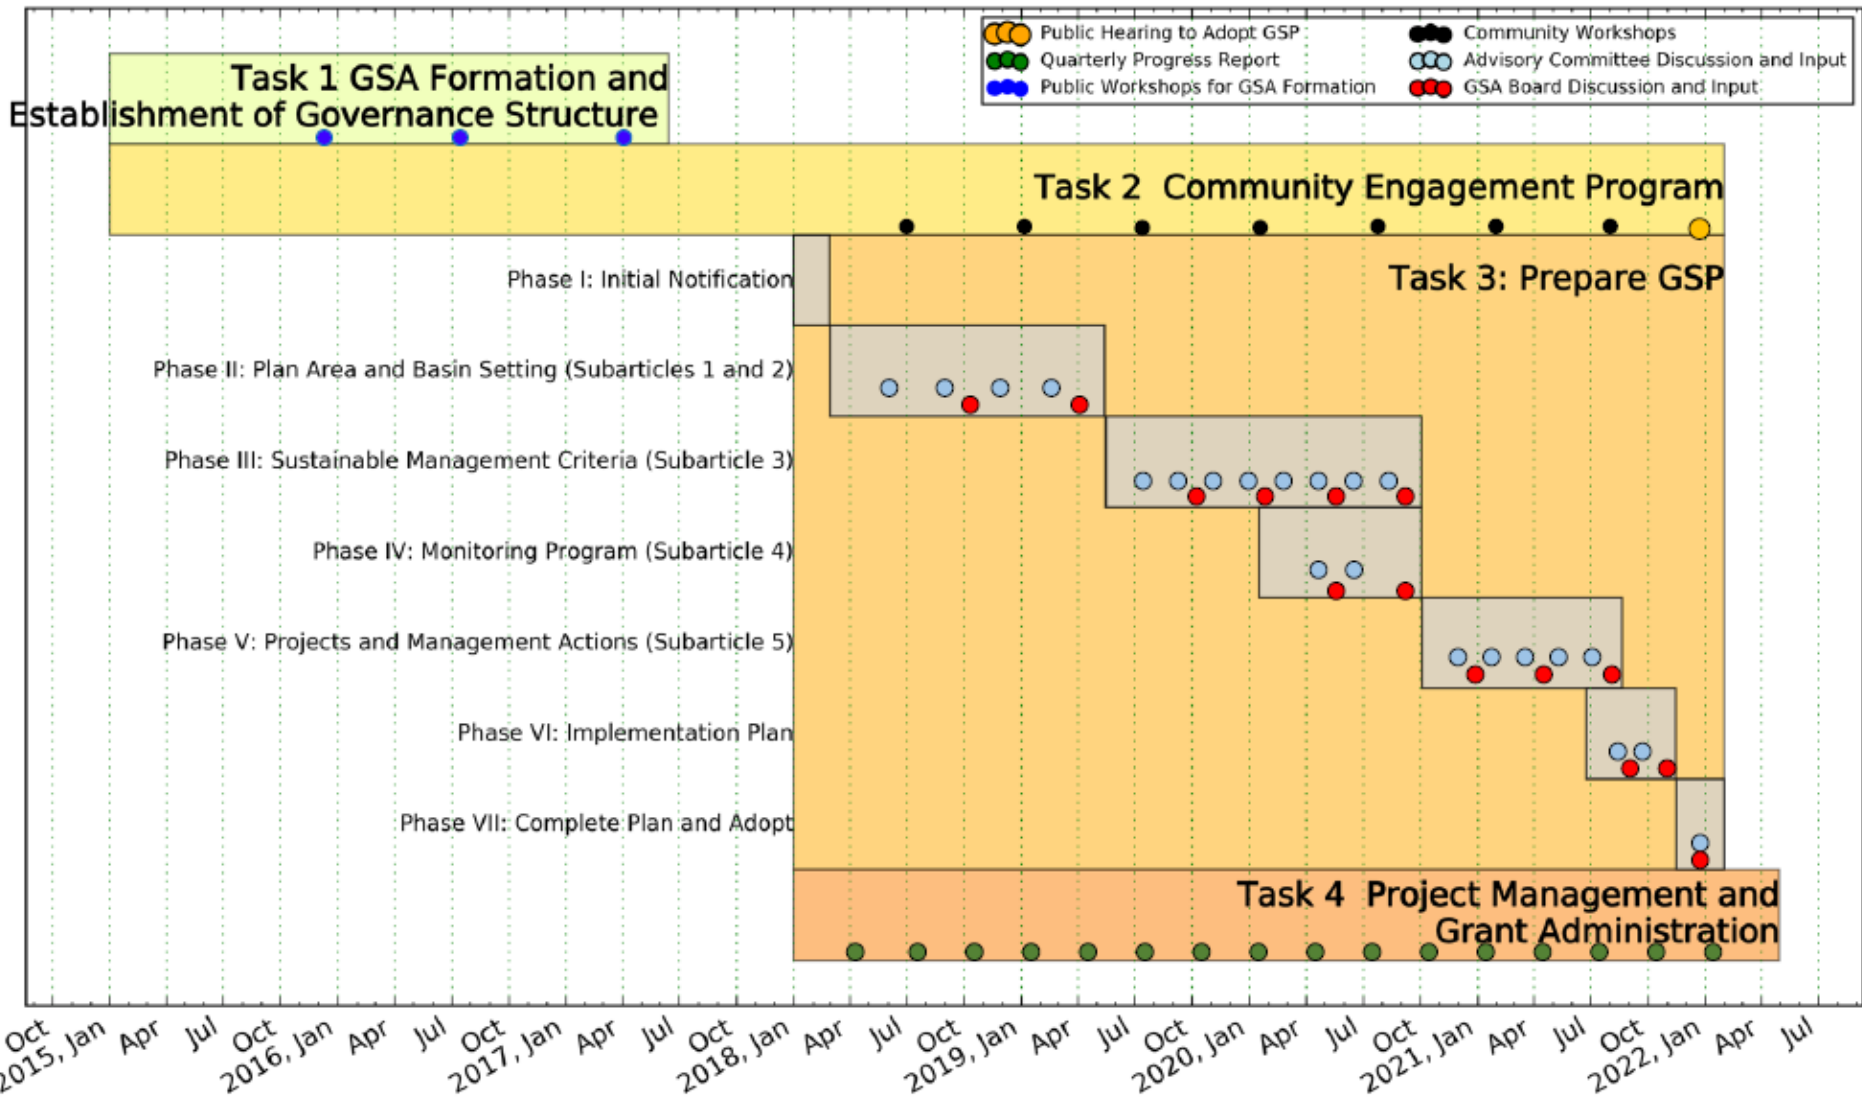 Public Hearing to Adopt GSP
Quarterly Progress Report
Public Workshops for GSA Formation
Community Workshops
Advisory Committee Discussion and Input
GSA Board Discussion and Input
Task 1 GSA Formation and
Establishment of Governance Structure
Task 2  Community Engagement Program
Task 3: Prepare GSP
Phase I: Initial Notification
Phase II: Plan Area and Basin Setting (Subarticles 1 and 2)
Phase III: Sustainable Management Criteria (Subarticle 3)
Phase IV: Monitoring Program (Subarticle 4)
Phase V: Projects and Management Actions (Subarticle 5)
Phase VI: Implementation Plan
Phase VII: Complete Plan and Adopt
Task 4  Project Management and
Grant Administration
Oct
2015, Jan
Apr
Jul
Oct
2016, Jan
Apr
Jul
Oct
2017, Jan
Apr
Jul
Oct
2018, Jan
Apr
Jul
Oct
2019, Jan
Apr
Jul
Oct
2020, Jan
Apr
Jul
Oct
2021, Jan
Apr
Jul
Oct
2022, Jan
Apr
Jul